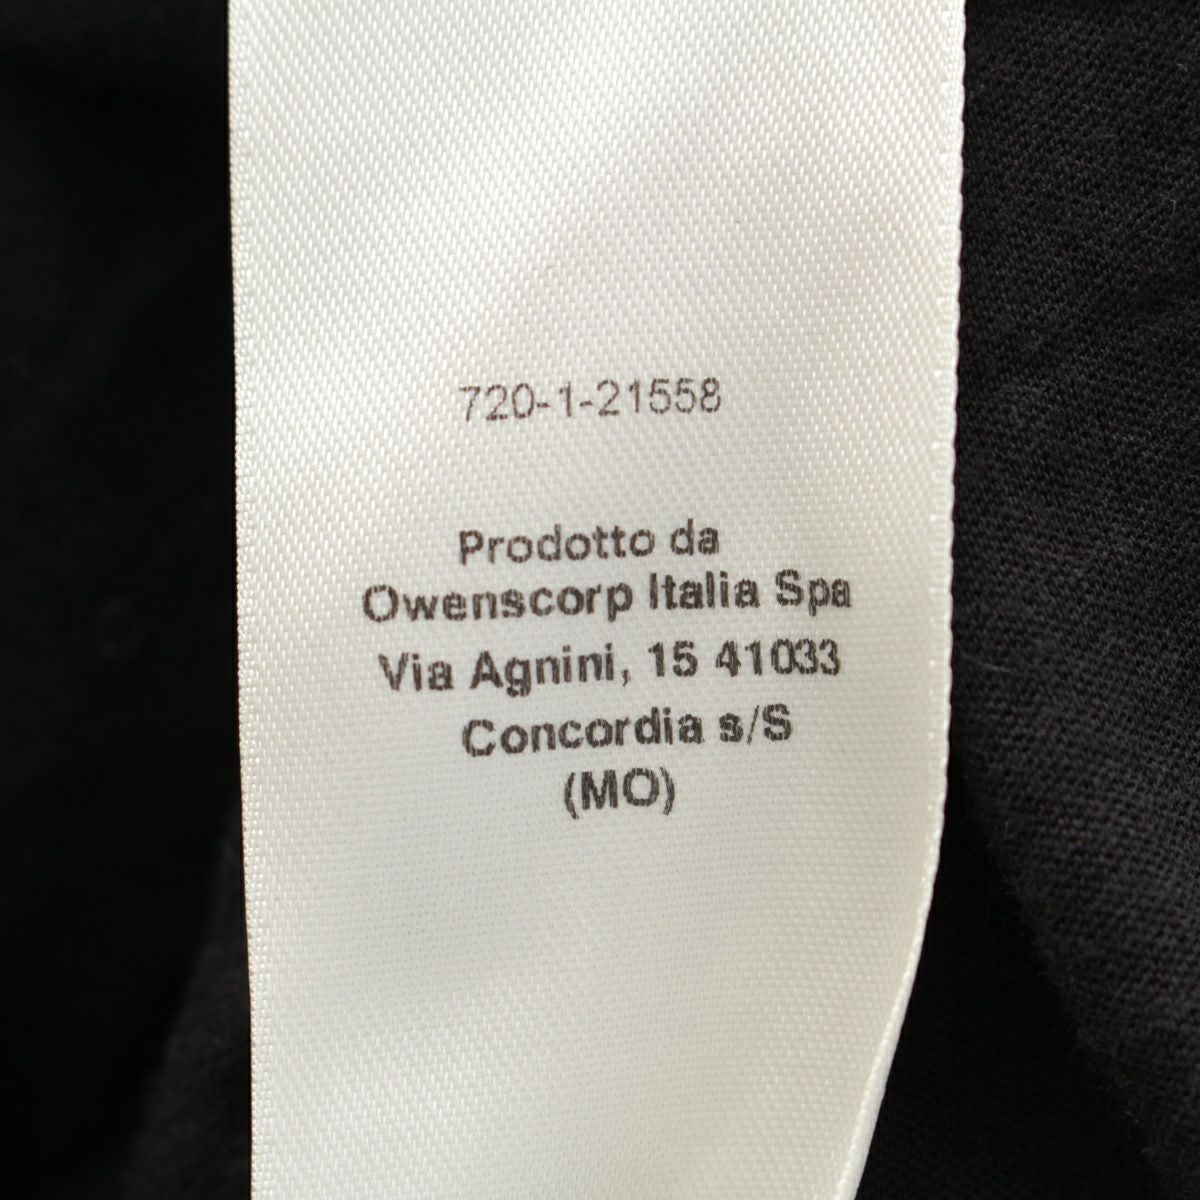 720-1-21558
Prodotto da
Owenscorp Italia Spa
Via Agnini, 15 41033
Concordia s/S
(MO)